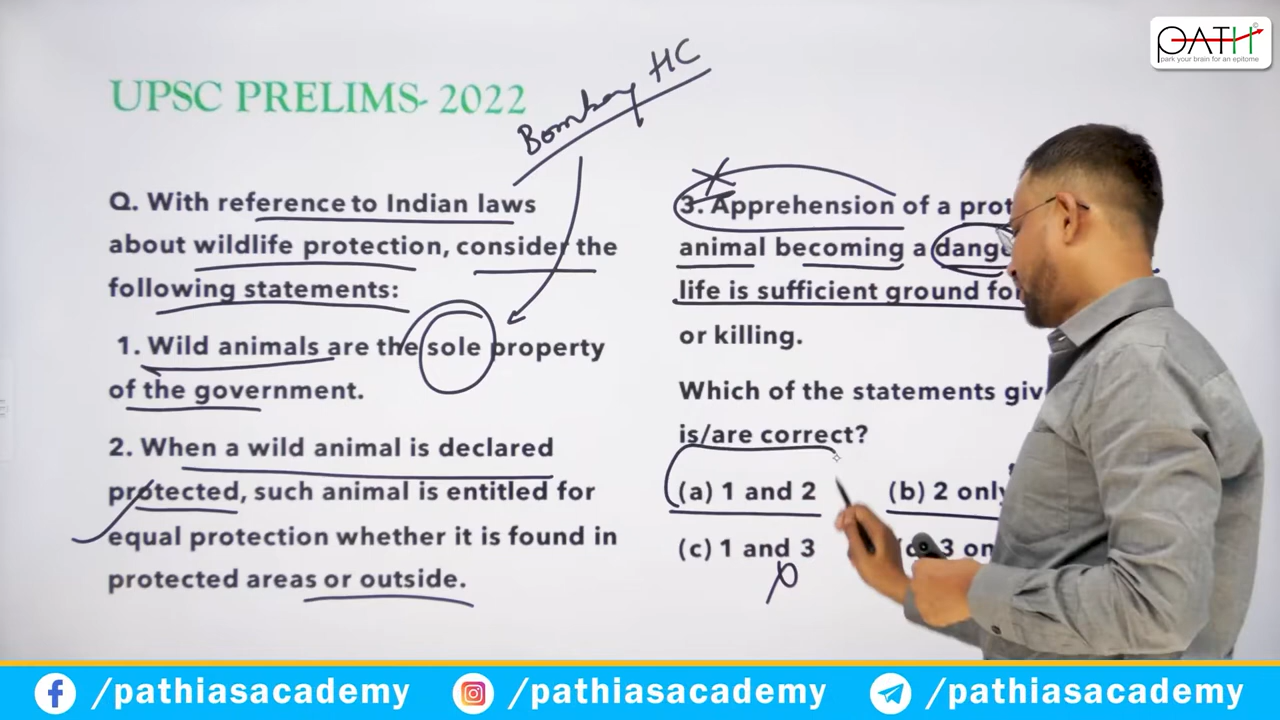 PATH
park your brain for an epitome
UPSC PRELIMS- 2022
Bombay HC
Q. With reference to Indian laws
about wildlife protection, consider the
following statements:
1. Wild animals are the sole property
of the government.
2. When a wild animal is declared
protected, such animal is entitled for
equal protection whether it is found in
protected areas or outside.
3. Apprehension of a prot
animal becoming a dang
life is sufficient ground for
or killing.
Which of the statements giv
is/are correct?
(a) 1 and 2
(b) 2 only
(c) 1 and 3
3 on
/pathiasacademy
/pathiasacademy
/pathiasacademy